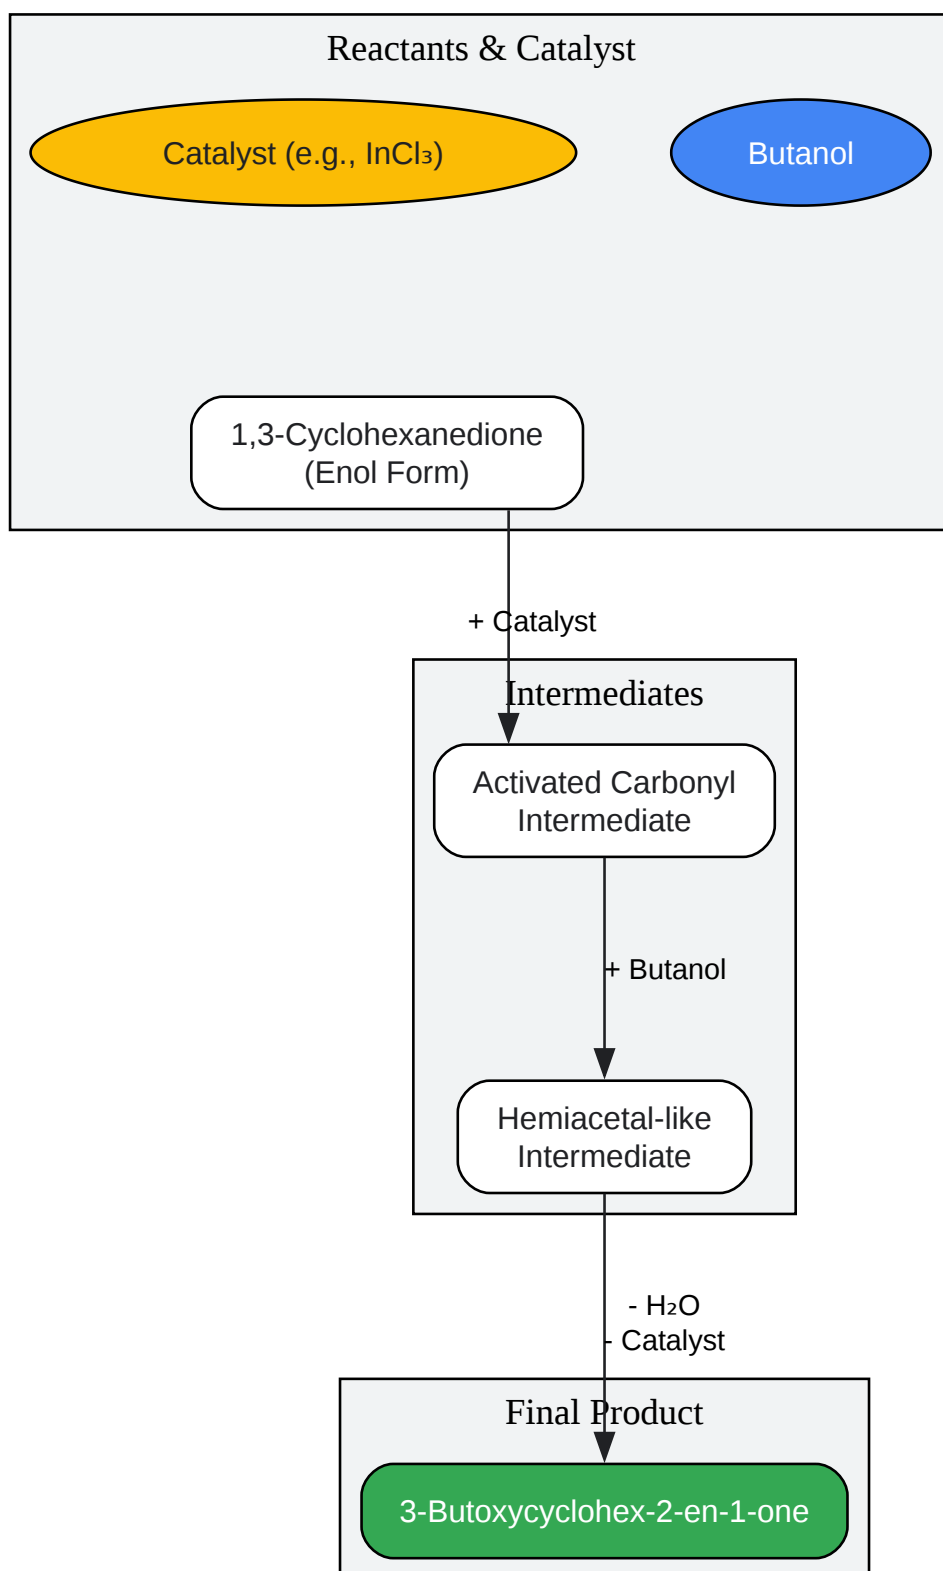 Reactants & Catalyst
Catalyst (e.g., InCl₃)
Butanol
1,3-Cyclohexanedione
(Enol Form)
+ Catalyst
Intermediates
Activated Carbonyl
Intermediate
+ Butanol
Hemiacetal-like
Intermediate
- H₂O
- Catalyst
Final Product
3-Butoxycyclohex-2-en-1-one